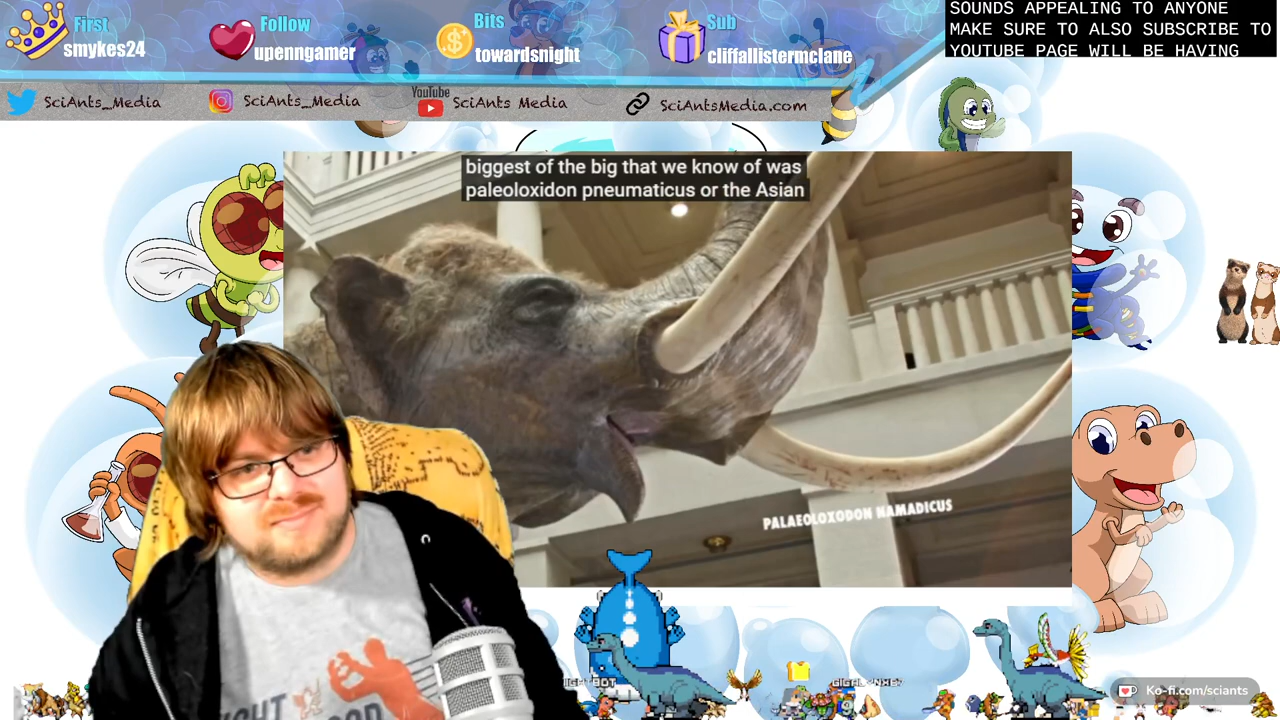 First
smykes24
Follow
upenngamer
Bits
towardsnight
Sub
cliffallistermclane
SOUNDS APPEALING TO ANYONE
MAKE SURE TO ALSO SUBSCRIBE TO
YOUTUBE PAGE WILL BE HAVING
SciAnts_Media
SciAnts_Media
YouTube
SciAnts Media
SciAntsMedia.com
biggest of the big that we know of was
paleoloxidon pneumaticus or the Asian
PALAEOLOXODON NAMADICUS
Ko-fi.com/sciants